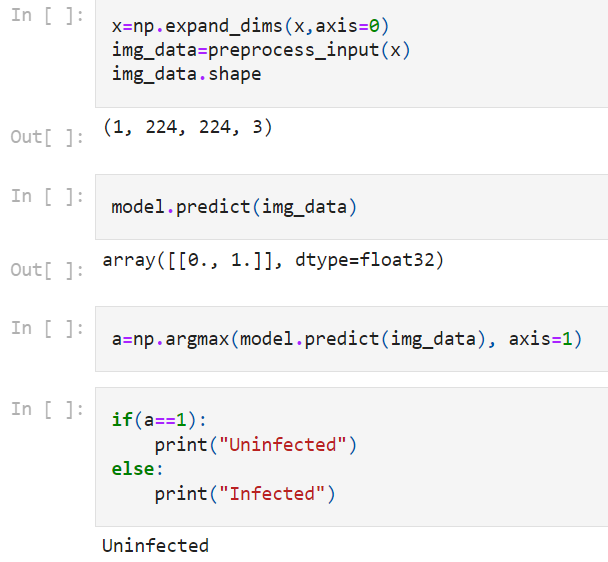 In [ ]:
x=np.expand_dims(x,axis=0)
img_data=preprocess_input(x)
img_data.shape
Out[ ]:
(1, 224, 224, 3)
In [ ]:
model.predict(img_data)
Out[ ]:
array([[0., 1.]], dtype=float32)
In [ ]:
a=np.argmax(model.predict(img_data), axis=1)
In [ ]:
if(a==1):
    print("Uninfected")
else:
    print("Infected")
Uninfected